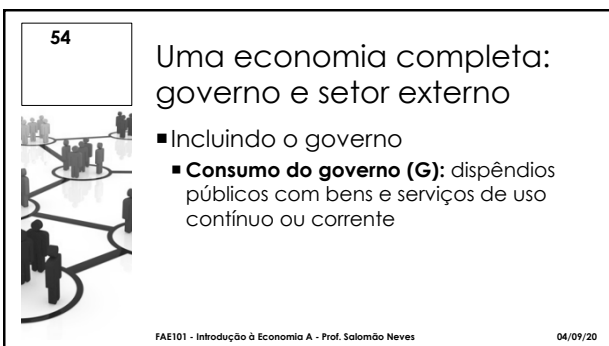 54
Uma economia completa:
governo e setor externo
▪Incluindo o governo
▪Consumo do governo (G): dispêndios
públicos com bens e serviços de uso
contínuo ou corrente
FAE101 - Introdução à Economia A - Prof. Salomão Neves 04/09/20